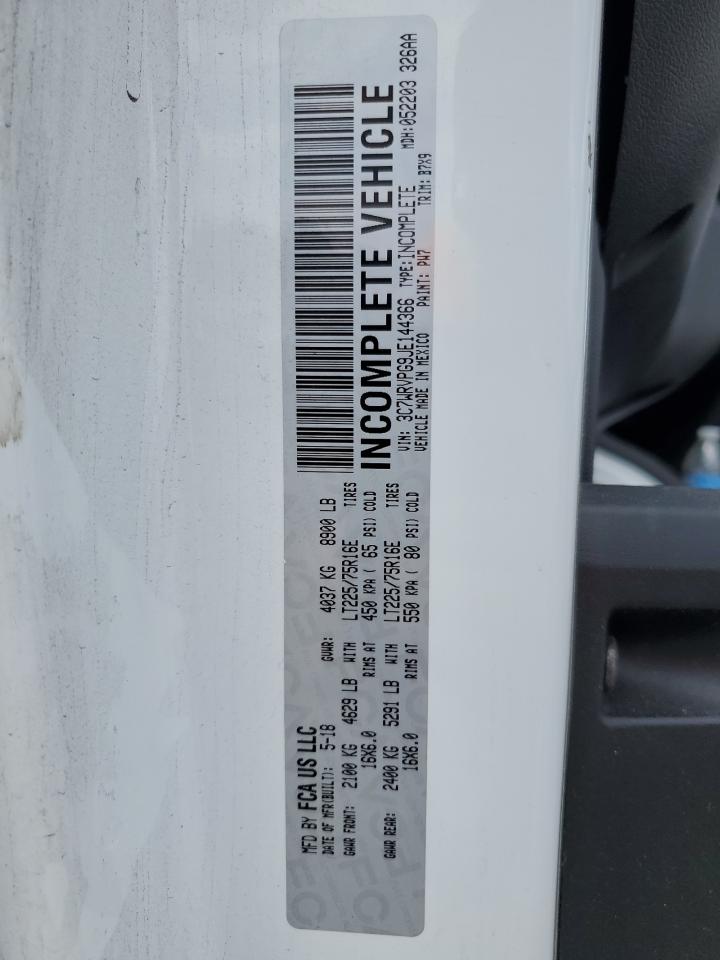 MFD BY FCA US LLC
DATE OF MFR(BUILT): 5-18 GVWR: 4037 KG 8900 LB
GAWR FRONT: 2100 KG 4629 LB WITH LT225/75R16E TIRES
16X6.0 RIMS AT 450 KPA ( 65 PSI) COLD
GAWR REAR: 2400 KG 5291 LB WITH LT225/75R16E TIRES
16X6.0 RIMS AT 550 KPA ( 80 PSI) COLD
INCOMPLETE VEHICLE
VIN: 3C7WRVPG9JE144366 TYPE: INCOMPLETE MDH: 052203 326AA
VEHICLE MADE IN MEXICO PAINT: PW7 TRIM: B7X9